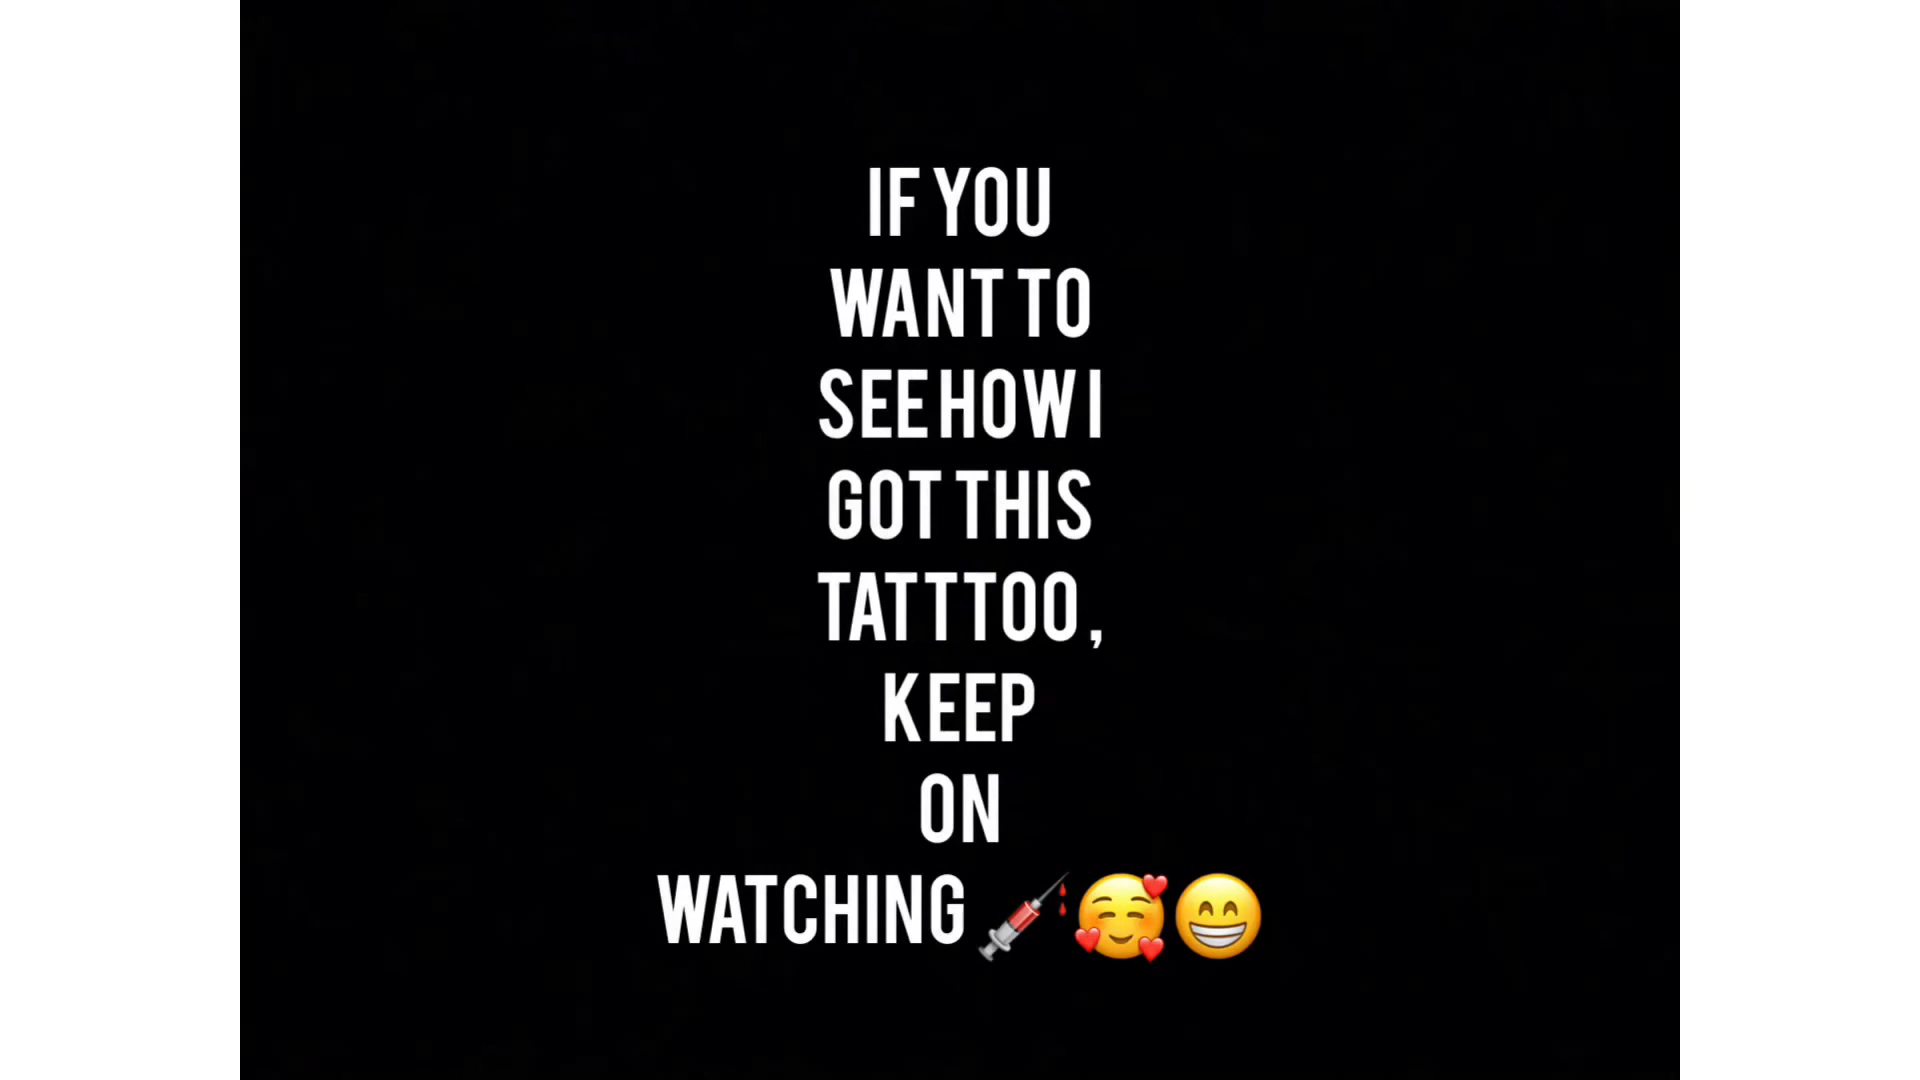 IF YOU
WANT TO
SEE HOW I
GOT THIS
TATTTOO,
KEEP
ON
WATCHING 💉🥰😁